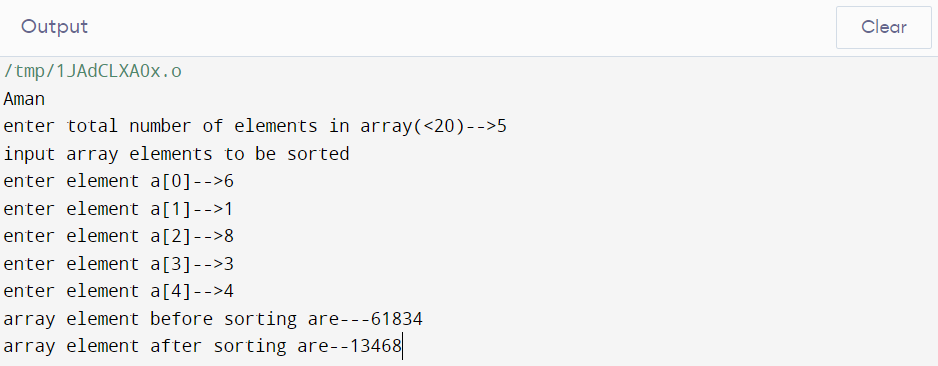 Output
Clear
/tmp/1JAdCLXA0x.o
Aman
enter total number of elements in array(<20)-->5
input array elements to be sorted
enter element a[0]-->6
enter element a[1]-->1
enter element a[2]-->8
enter element a[3]-->3
enter element a[4]-->4
array element before sorting are---61834
array element after sorting are--13468